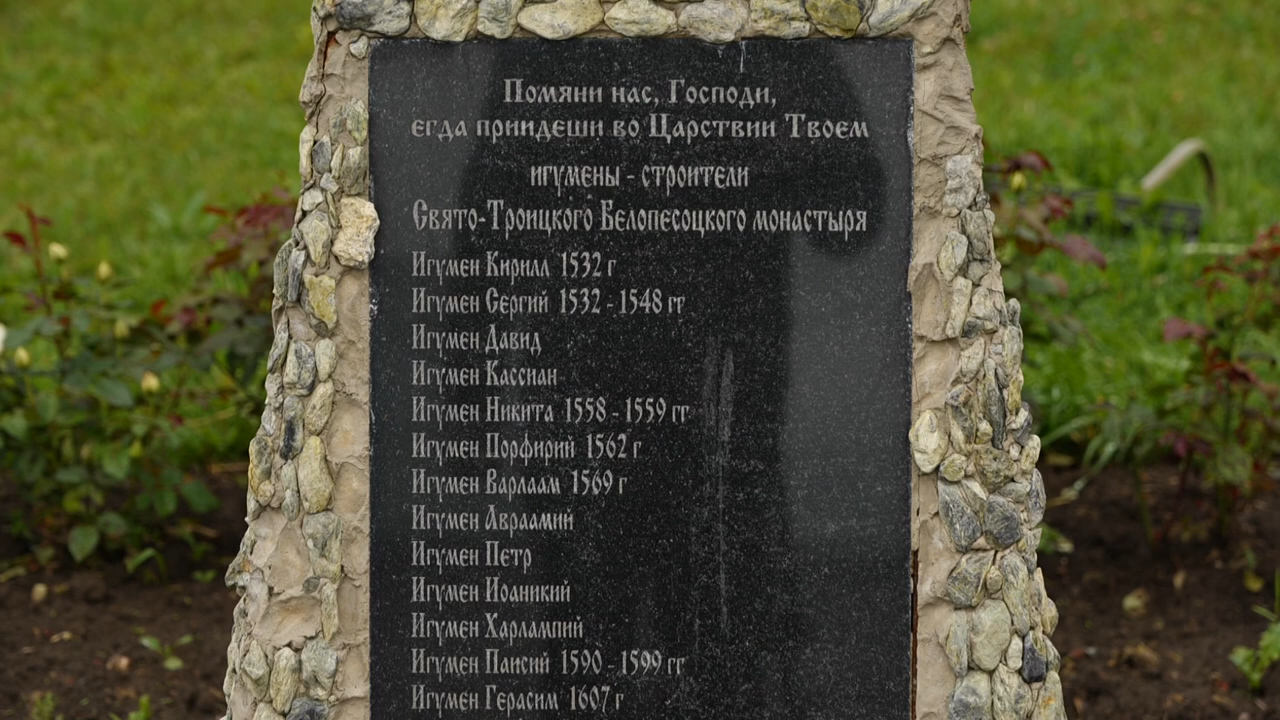 Помяни нас, Господи,
егда приидеши во Царствии Твоем
игумены - строители
Свято-Троицкого Белопесоцкого монастыря
Игумен Кирилл 1532 г
Игумен Сергий 1532 - 1548 гг
Игумен Давид
Игумен Кассиан
Игумен Никита 1558 - 1559 гг
Игумен Порфирий 1562 г
Игумен Варлаам 1569 г
Игумен Авраамий
Игумен Петр
Игумен Иоаникий
Игумен Харлампий
Игумен Паисий 1590 - 1599 гг
Игумен Герасим 1607 г